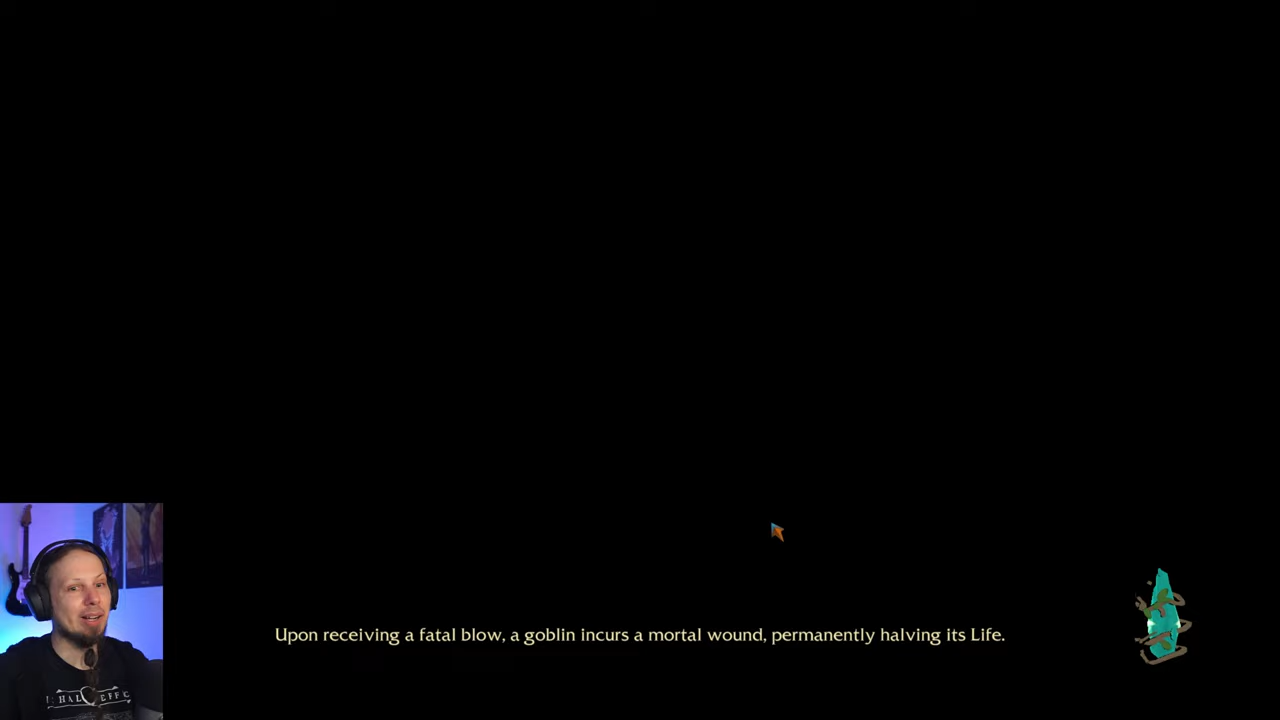 Upon receiving a fatal blow, a goblin incurs a mortal wound, permanently halving its Life.